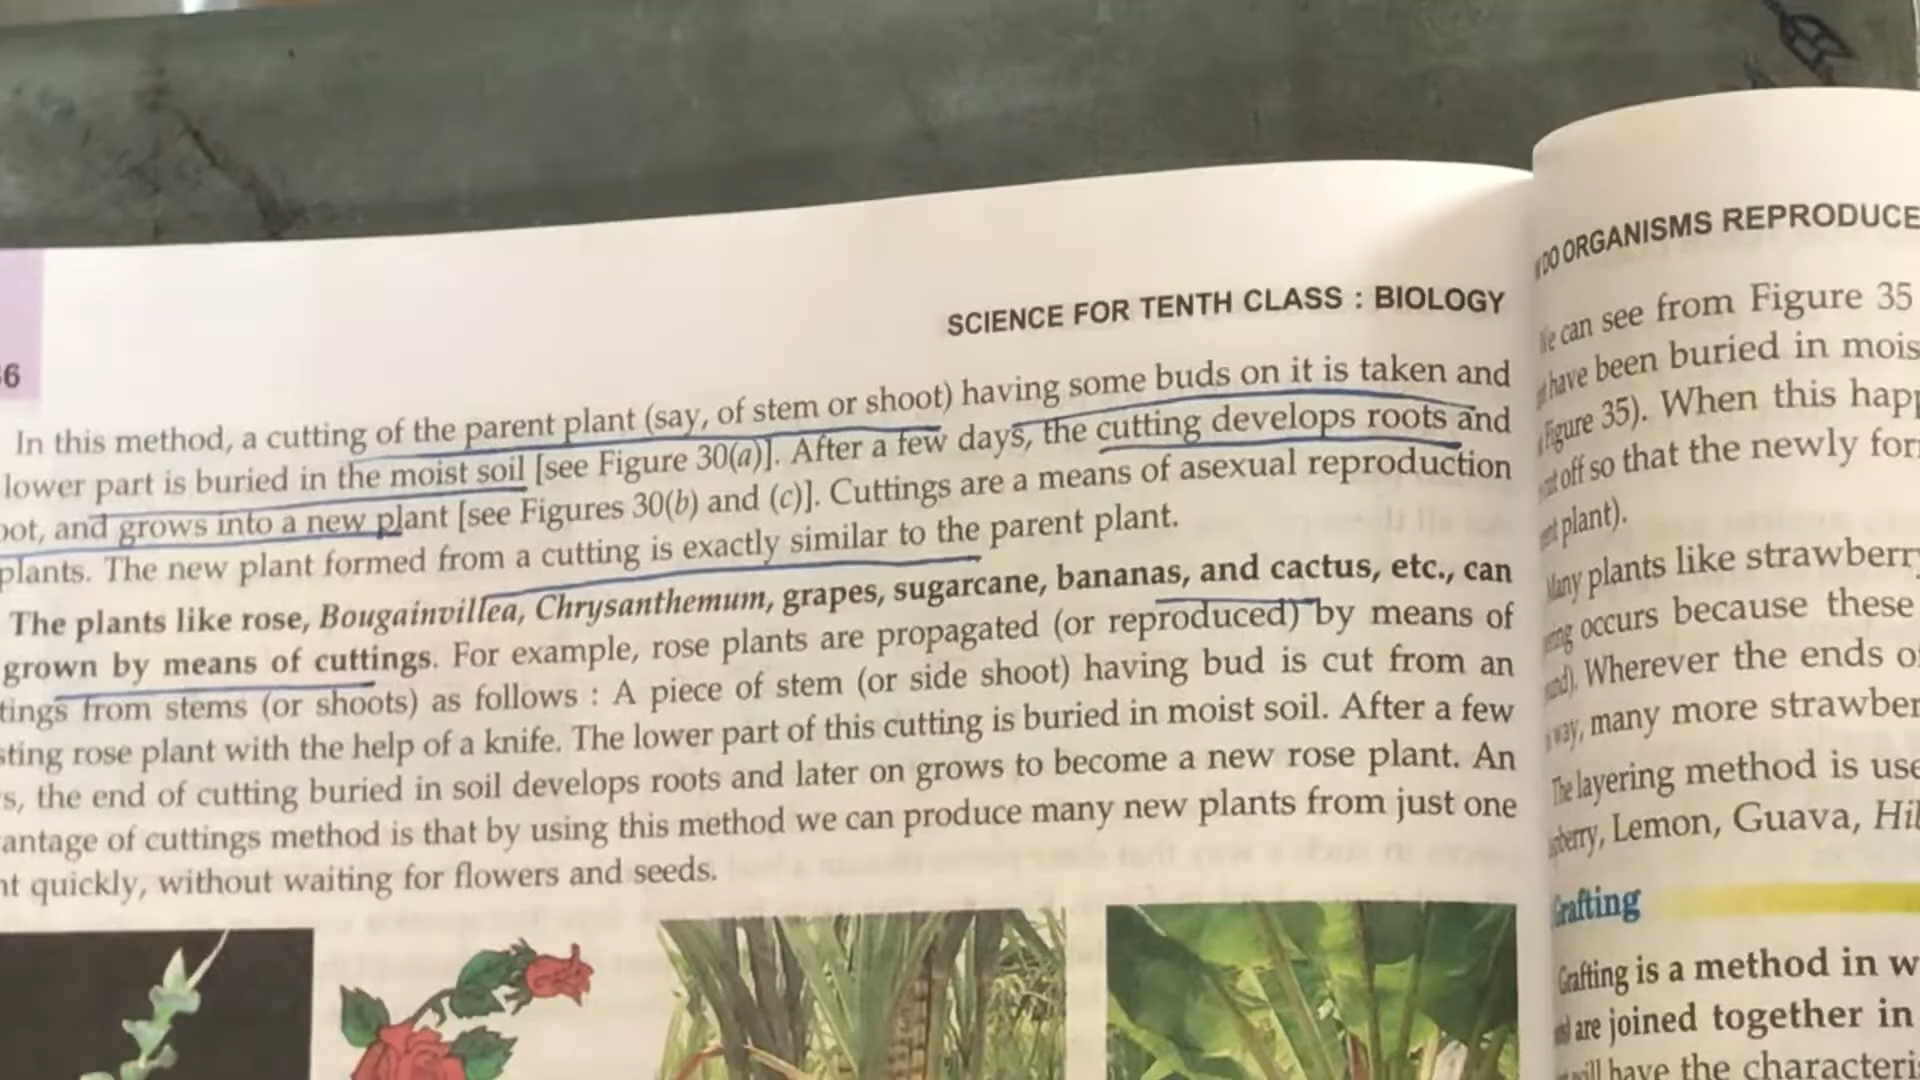 SCIENCE FOR TENTH CLASS : BIOLOGY
In this method, a cutting of the parent plant (say, of stem or shoot) having some buds on it is taken and
lower part is buried in the moist soil [see Figure 30(a)]. After a few days, the cutting develops roots and
and grows into a new plant [see Figures 30(b) and (c)]. Cuttings are a means of asexual reproduction
plants. The new plant formed from a cutting is exactly similar to the parent plant.
The plants like rose, Bougainvillea, Chrysanthemum, grapes, sugarcane, bananas, and cactus, etc., can
grown by means of cuttings. For example, rose plants are propagated (or reproduced) by means of
from stems (or shoots) as follows : A piece of stem (or side shoot) having bud is cut from an
rose plant with the help of a knife. The lower part of this cutting is buried in moist soil. After a few
the end of cutting buried in soil develops roots and later on grows to become a new rose plant. An
of cuttings method is that by using this method we can produce many new plants from just one
quickly, without waiting for flowers and seeds.
DO ORGANISMS REPRODUCE
can see from Figure 35
have been buried in
Figure 35). When this
off so that the newly
plant).
Many plants like strawberry
occurs because these
Wherever the ends
way, many more
The layering method is
Lemon, Guava,
Grafting
Grafting is a method in
are joined together in
will have the